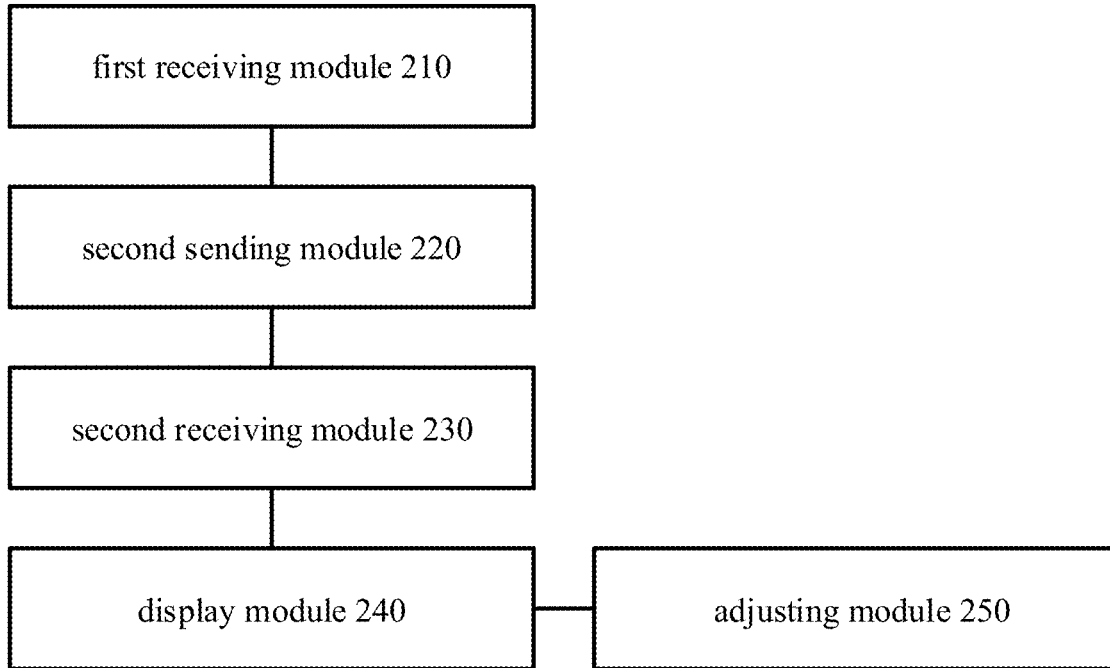 first receiving module 210
second sending module 220
second receiving module 230
display module 240
adjusting module 250